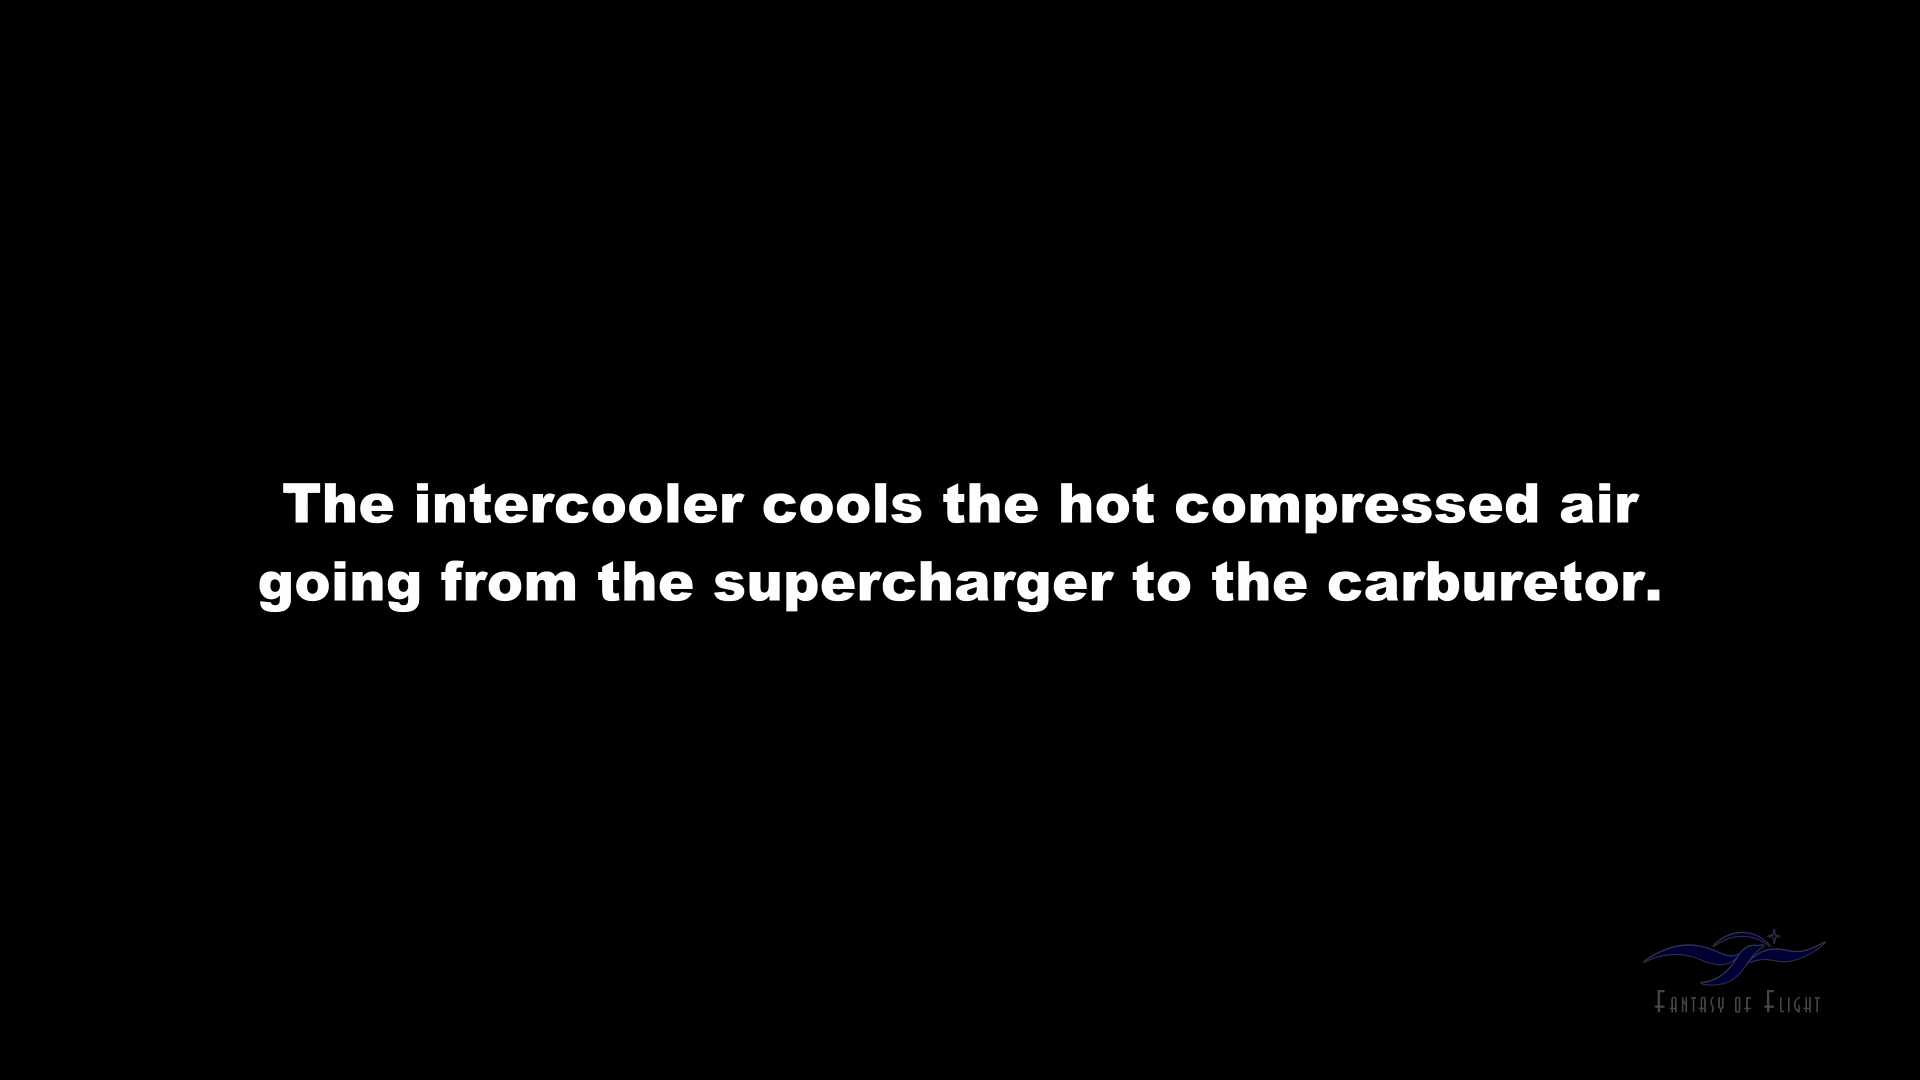 The intercooler cools the hot compressed air
going from the supercharger to the carburetor.
Fantasy of Flight